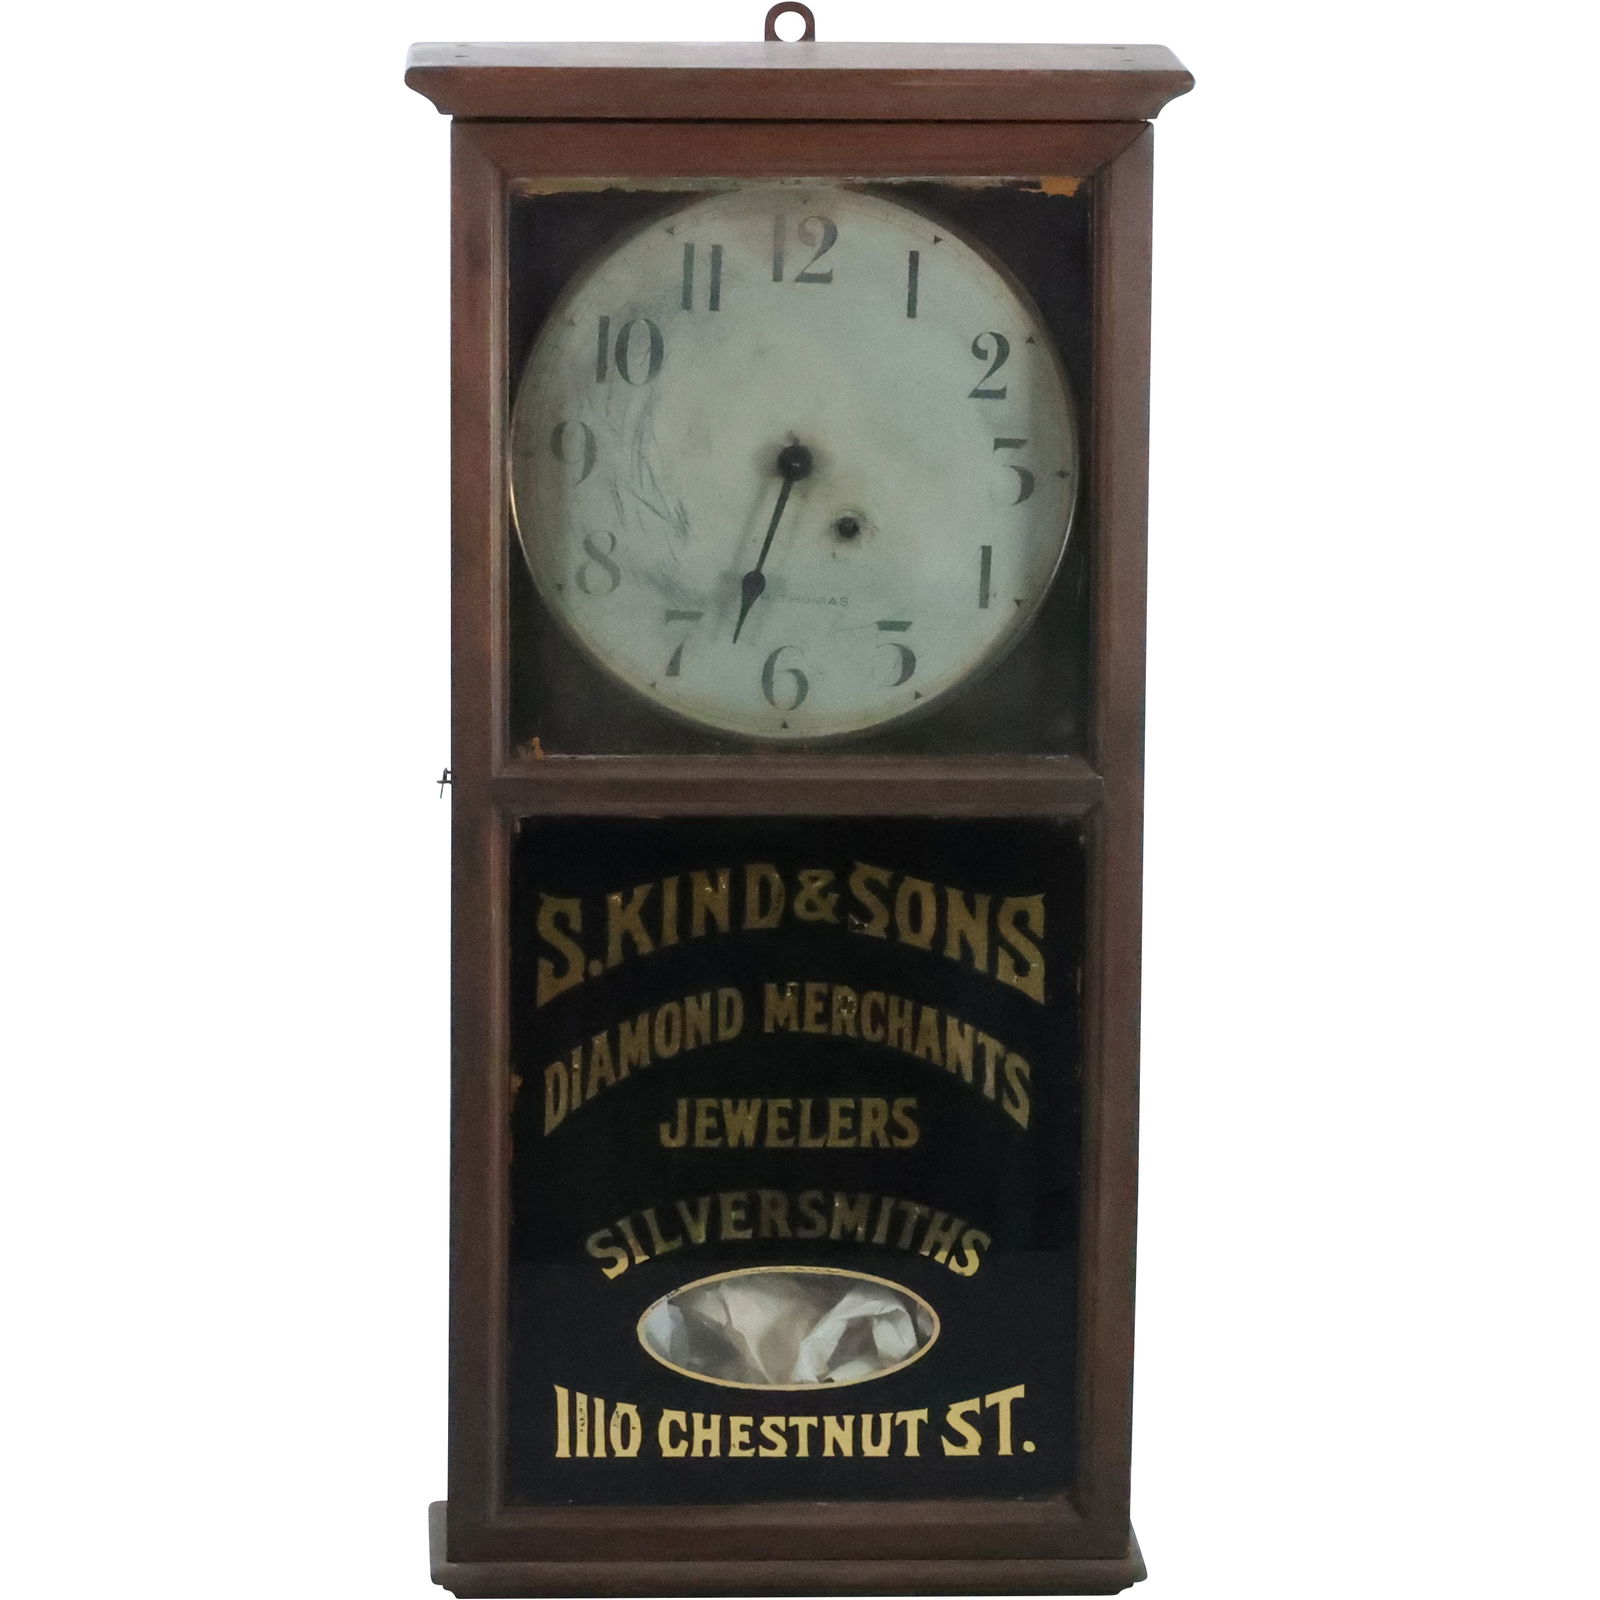 12
11
1
10
2
9
3
8
4
THOMAS
7
5
6
S. KIND & SONS
DIAMOND MERCHANTS
JEWELERS
SILVERSMITHS
1110 CHESTNUT ST.